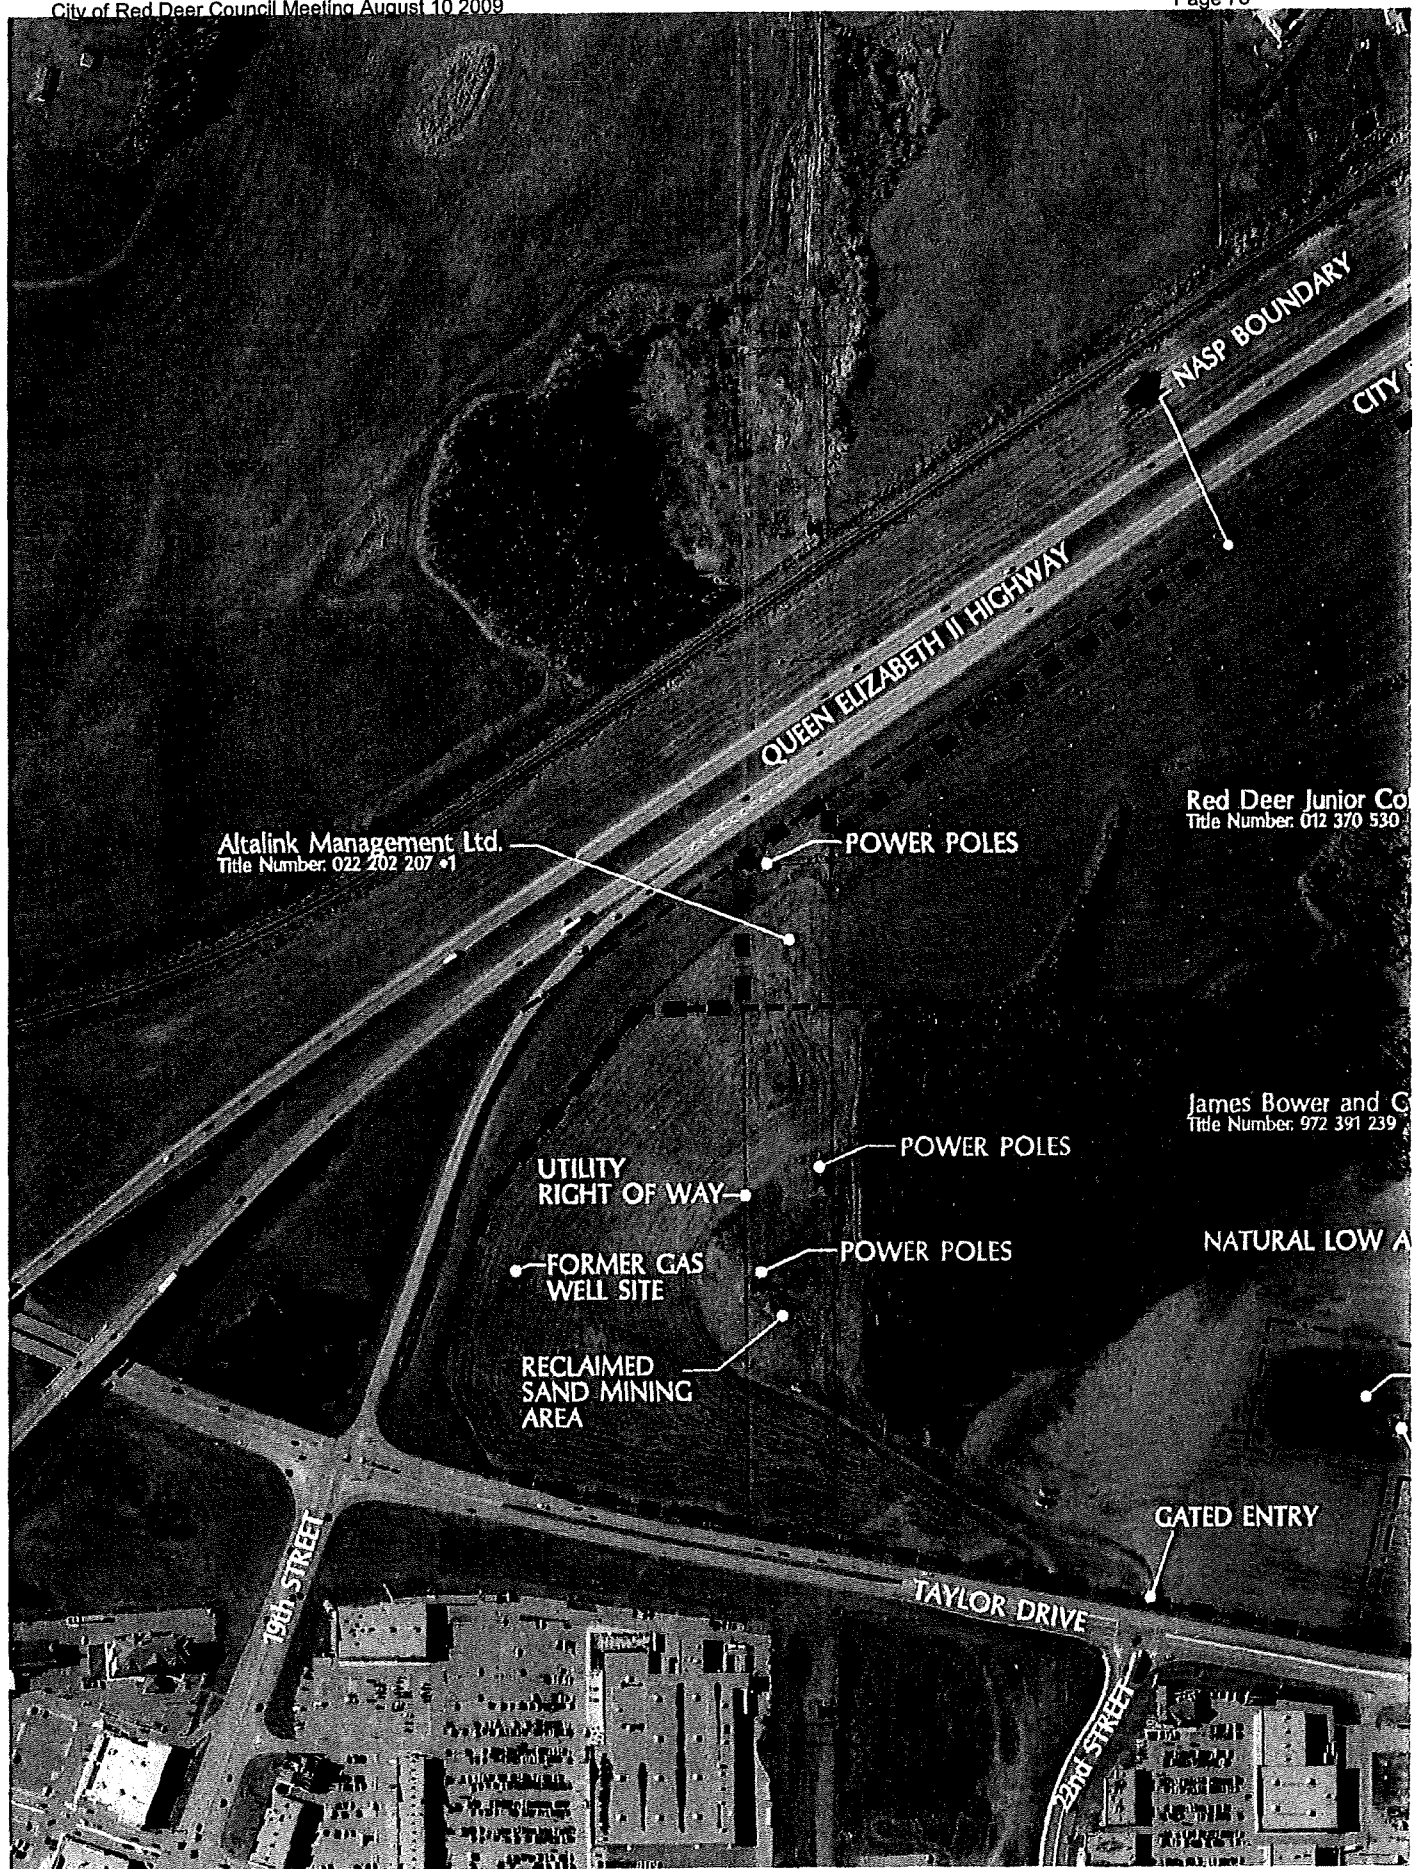 City of Red Deer Council Meeting August 10 2009
NASP BOUNDARY
CITY
QUEEN ELIZABETH II HIGHWAY
Red Deer Junior Col
Title Number: 012 370 530
Altalink Management Ltd.
Title Number: 022 202 207 +1
POWER POLES
James Bower and
Title Number: 972 391 239
POWER POLES
UTILITY
RIGHT OF WAY
NATURAL LOW A
POWER POLES
FORMER GAS
WELL SITE
RECLAIMED
SAND MINING
AREA
GATED ENTRY
19th STREET
TAYLOR DRIVE
22nd STREET